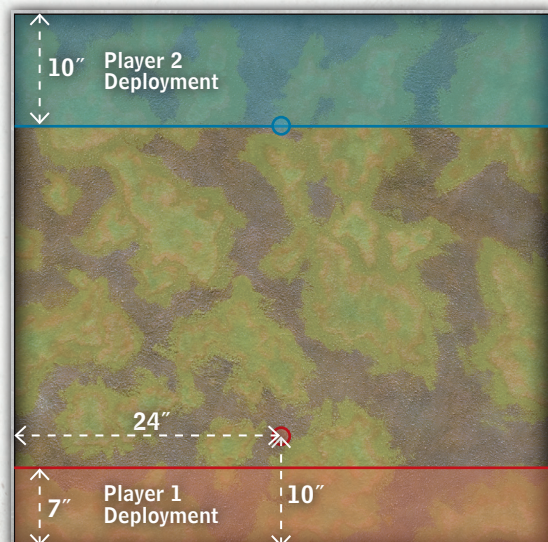 10″
Player 2
Deployment
24″
10″
7″
Player 1
Deployment